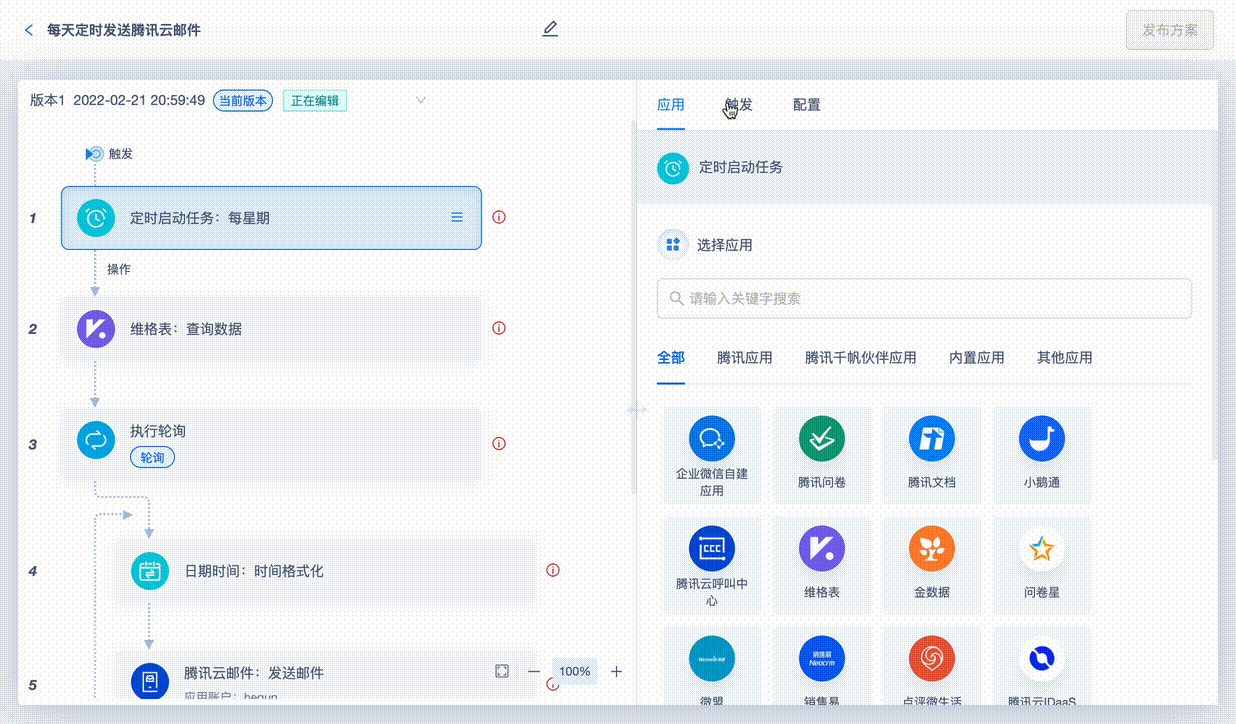 每天定时发送腾讯云邮件
发布方案
版本1 2022-02-21 20:59:49 当前版本 正在编辑
触发
1 定时启动任务：每星期
操作
2 维格表：查询数据
3 执行轮询
轮询
4 日期时间：时间格式化
5 腾讯云邮件：发送邮件
应用账户：hequn
100%
应用 触发 配置
定时启动任务
选择应用
请输入关键字搜索
全部 腾讯应用 腾讯千帆伙伴应用 内置应用 其他应用
企业微信自建
应用
腾讯问卷
腾讯文档
小鹅通
腾讯云呼叫中
心
维格表
金数据
问卷星
微盟
销售易
Neocrm
销售易
点评微生活
腾讯云IDaaS